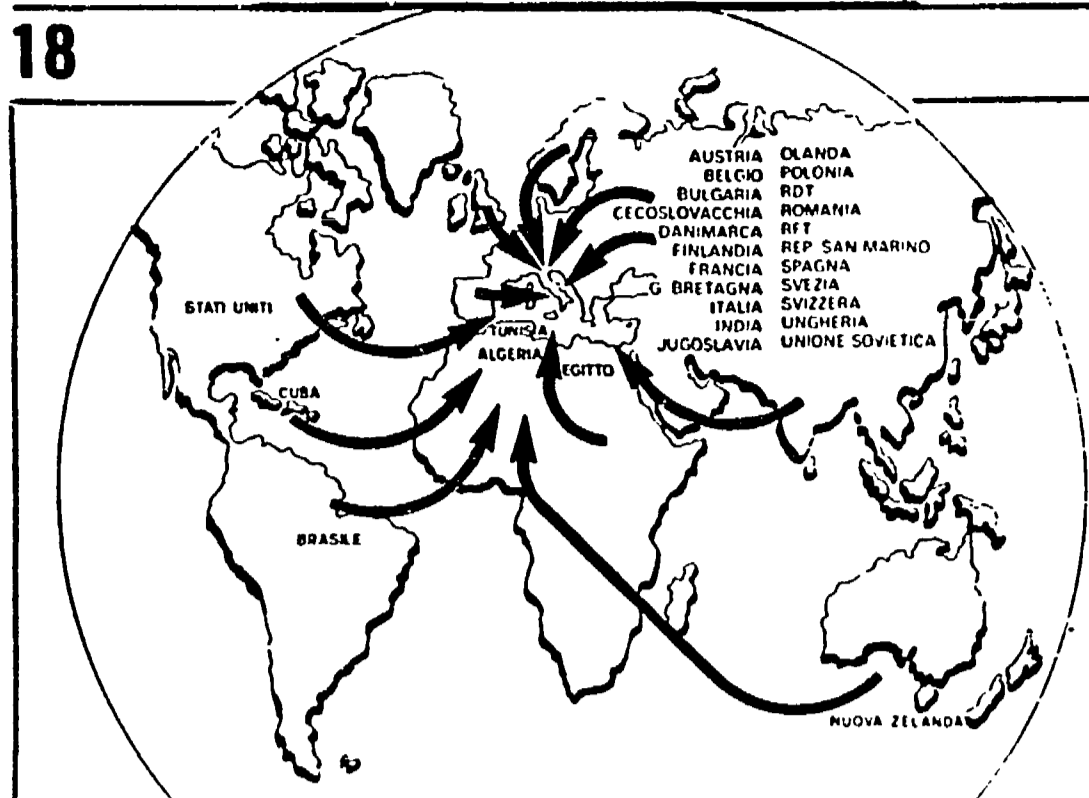 18
AUSTRIA OLANDA
BELGIO POLONIA
BULGARIA RDT
CECOSLOVACCHIA ROMANIA
DANIMARCA RFT
FINLANDIA REP SAN MARINO
FRANCIA SPAGNA
G BRETAGNA SVEZIA
ITALIA SVIZZERA
INDIA UNGHERIA
JUGOSLAVIA UNIONE SOVIETICA
STATI UNITI
TUNISIA
ALGERIA
EGITTO
CUBA
BRASILE
NUOVA ZELANDA